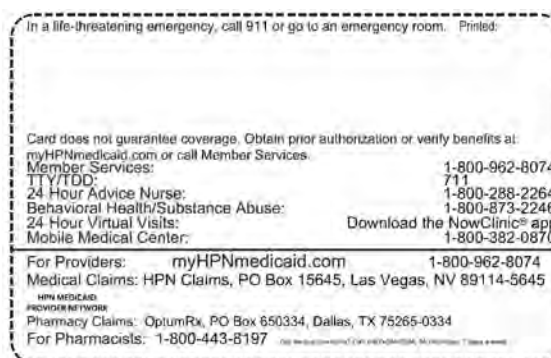 In a life-threatening emergency, call 911 or go to an emergency room. Printed:
Card does not guarantee coverage. Obtain prior authorization or verify benefits at
myHPNmedicaid.com or call Member Services.
Member Services: 1-800-962-8074
TTY/TDD: 711
24 Hour Advice Nurse: 1-800-288-2264
Behavioral Health/Substance Abuse: 1-800-873-2246
24 Hour Virtual Visits: Download the NowClinic® app
Mobile Medical Center: 1-800-382-0870
For Providers: myHPNmedicaid.com 1-800-962-8074
Medical Claims: HPN Claims, PO Box 15645, Las Vegas, NV 89114-5645
HPN MEDICAID
PROVIDER NETWORK
Pharmacy Claims: OptumRx, PO Box 650334, Dallas, TX 75265-0334
For Pharmacists: 1-800-443-8197